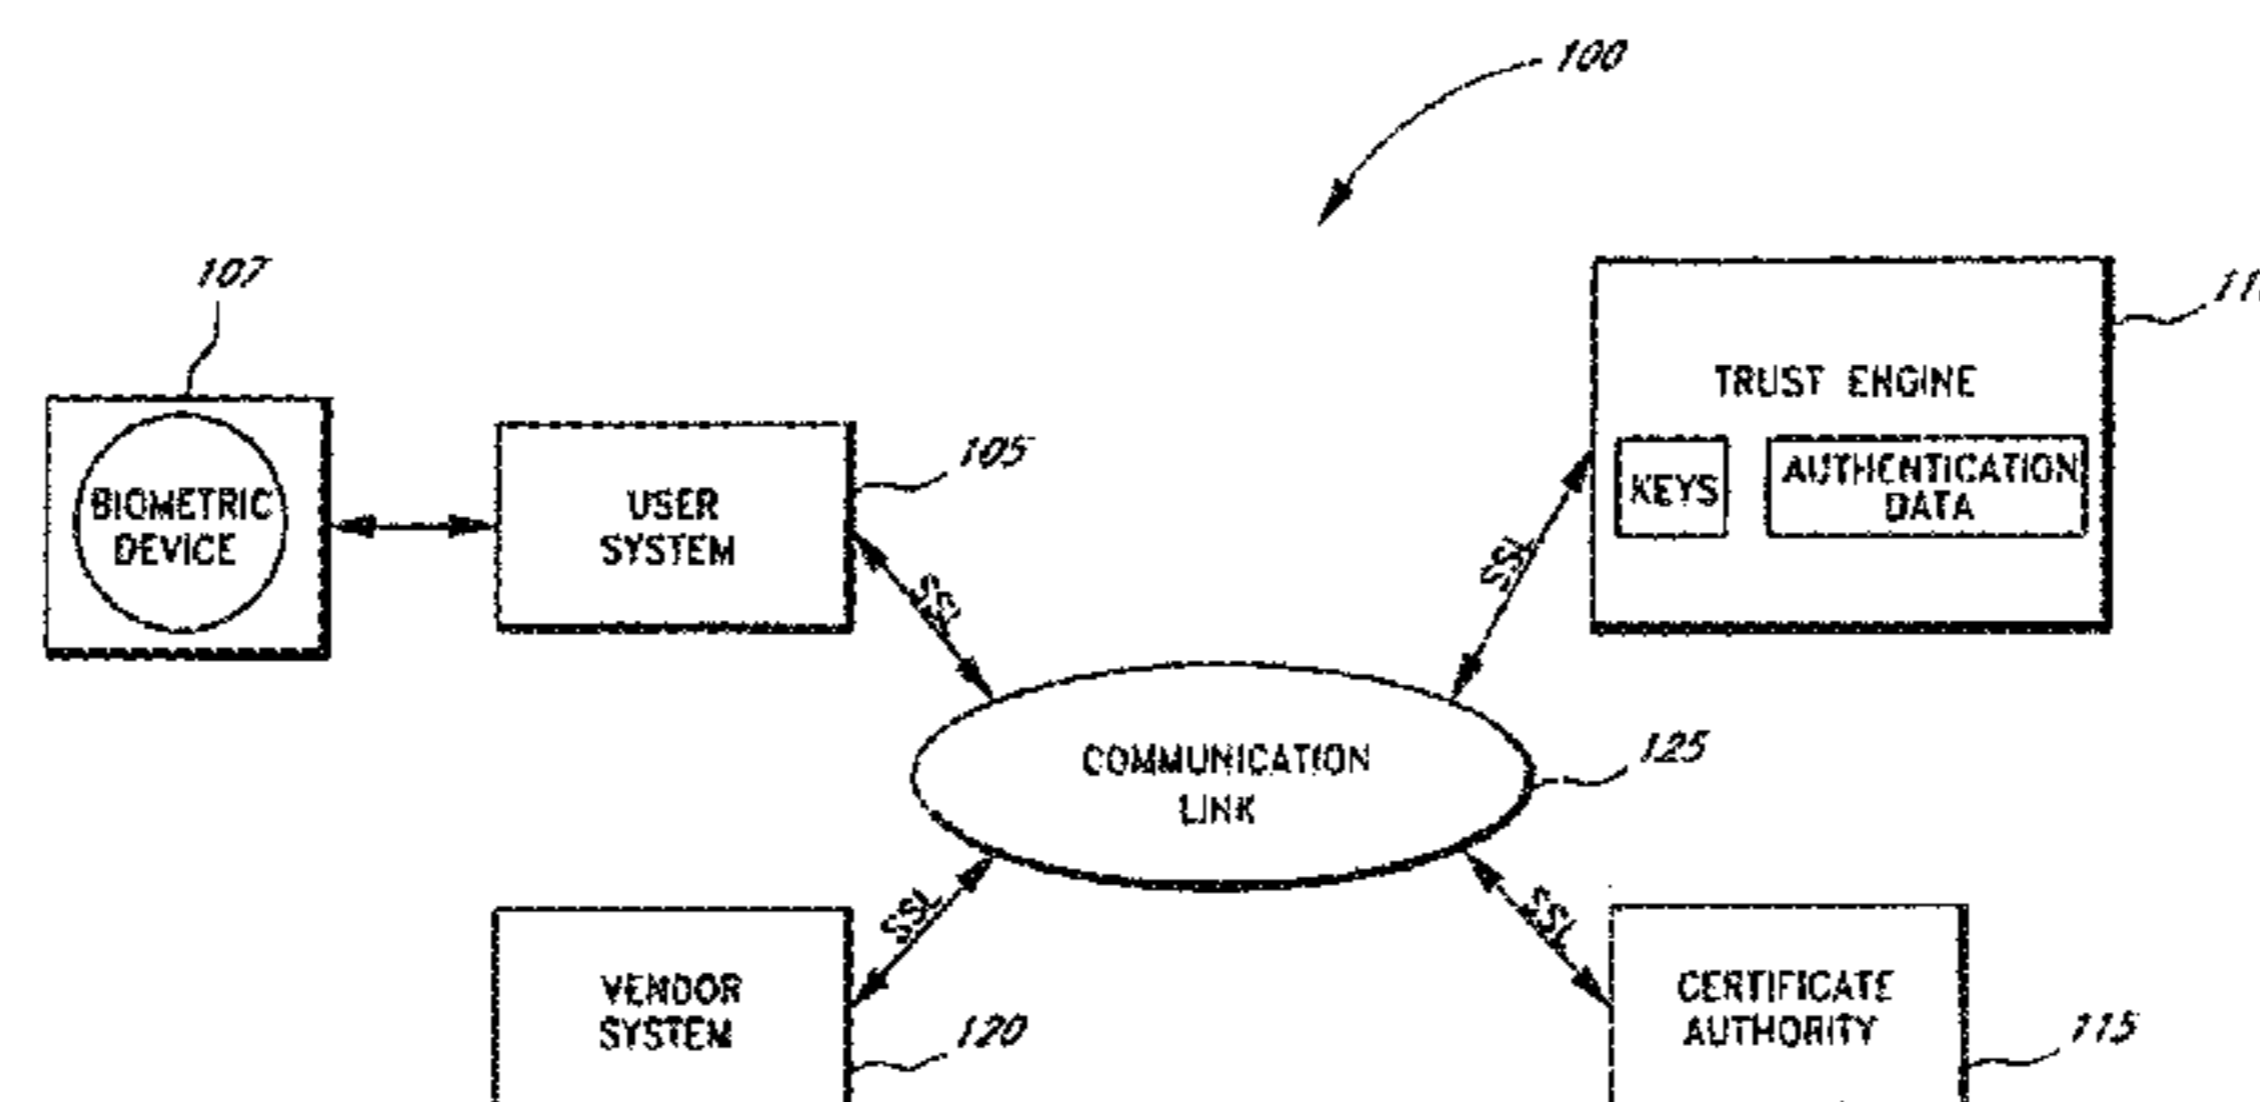 100
107
TRUST ENGINE
105
KEYS
AUTHENTICATION
DATA
BIOMETRIC
DEVICE
USER
SYSTEM
SSL
SSL
COMMUNICATION
LINK
125
SSL
SSL
VENDOR
SYSTEM
120
CERTIFICATE
AUTHORITY
115